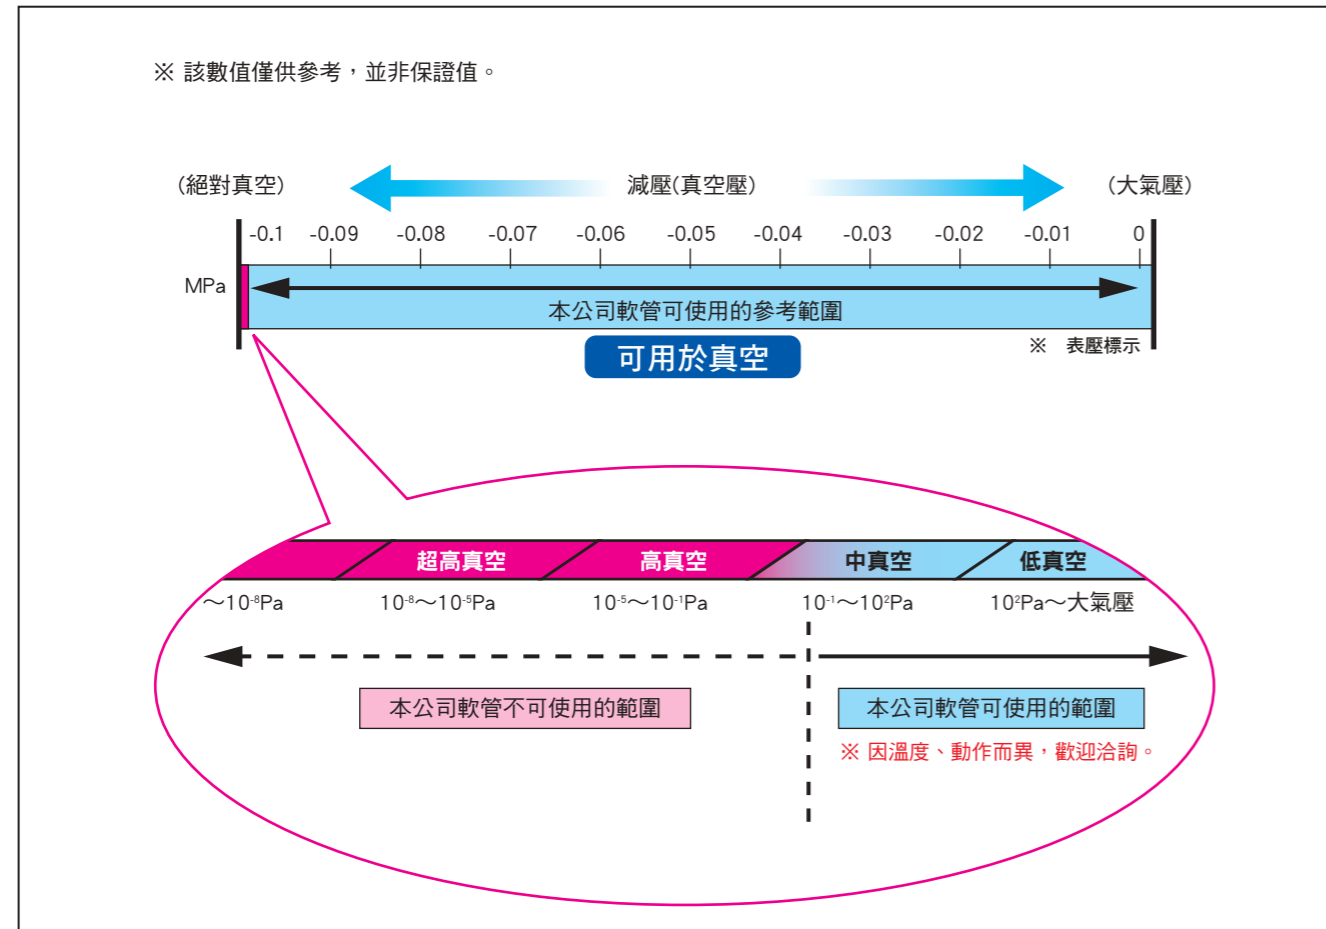 ※ 該數值僅供參考，並非保證值。
(絕對真空) 減壓(真空壓) (大氣壓)
-0.1 -0.09 -0.08 -0.07 -0.06 -0.05 -0.04 -0.03 -0.02 -0.01 0
MPa
本公司軟管可使用的參考範圍
可用於真空
※ 表壓標示
超高真空 高真空 中真空 低真空
～10⁻⁸Pa 10⁻⁸～10⁻⁵Pa 10⁻⁵～10⁻¹Pa 10⁻¹～10²Pa 10²Pa～大氣壓
本公司軟管不可使用的範圍 本公司軟管可使用的範圍
※ 因溫度、動作而異，歡迎洽詢。